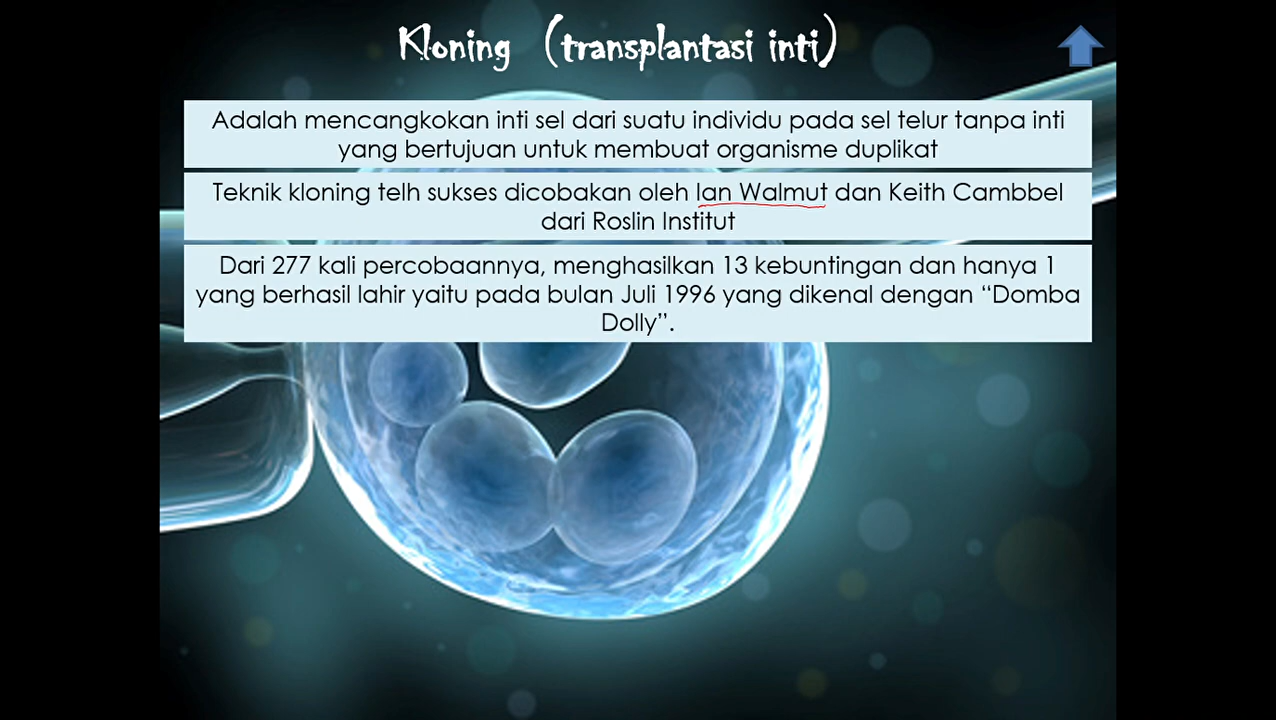 Kloning (transplantasi inti)
Adalah mencangkokan inti sel dari suatu individu pada sel telur tanpa inti
yang bertujuan untuk membuat organisme duplikat
Teknik kloning telh sukses dicobakan oleh Ian Walmut dan Keith Cambbel
dari Roslin Institut
Dari 277 kali percobaannya, menghasilkan 13 kebuntingan dan hanya 1
yang berhasil lahir yaitu pada bulan Juli 1996 yang dikenal dengan “Domba
Dolly”.